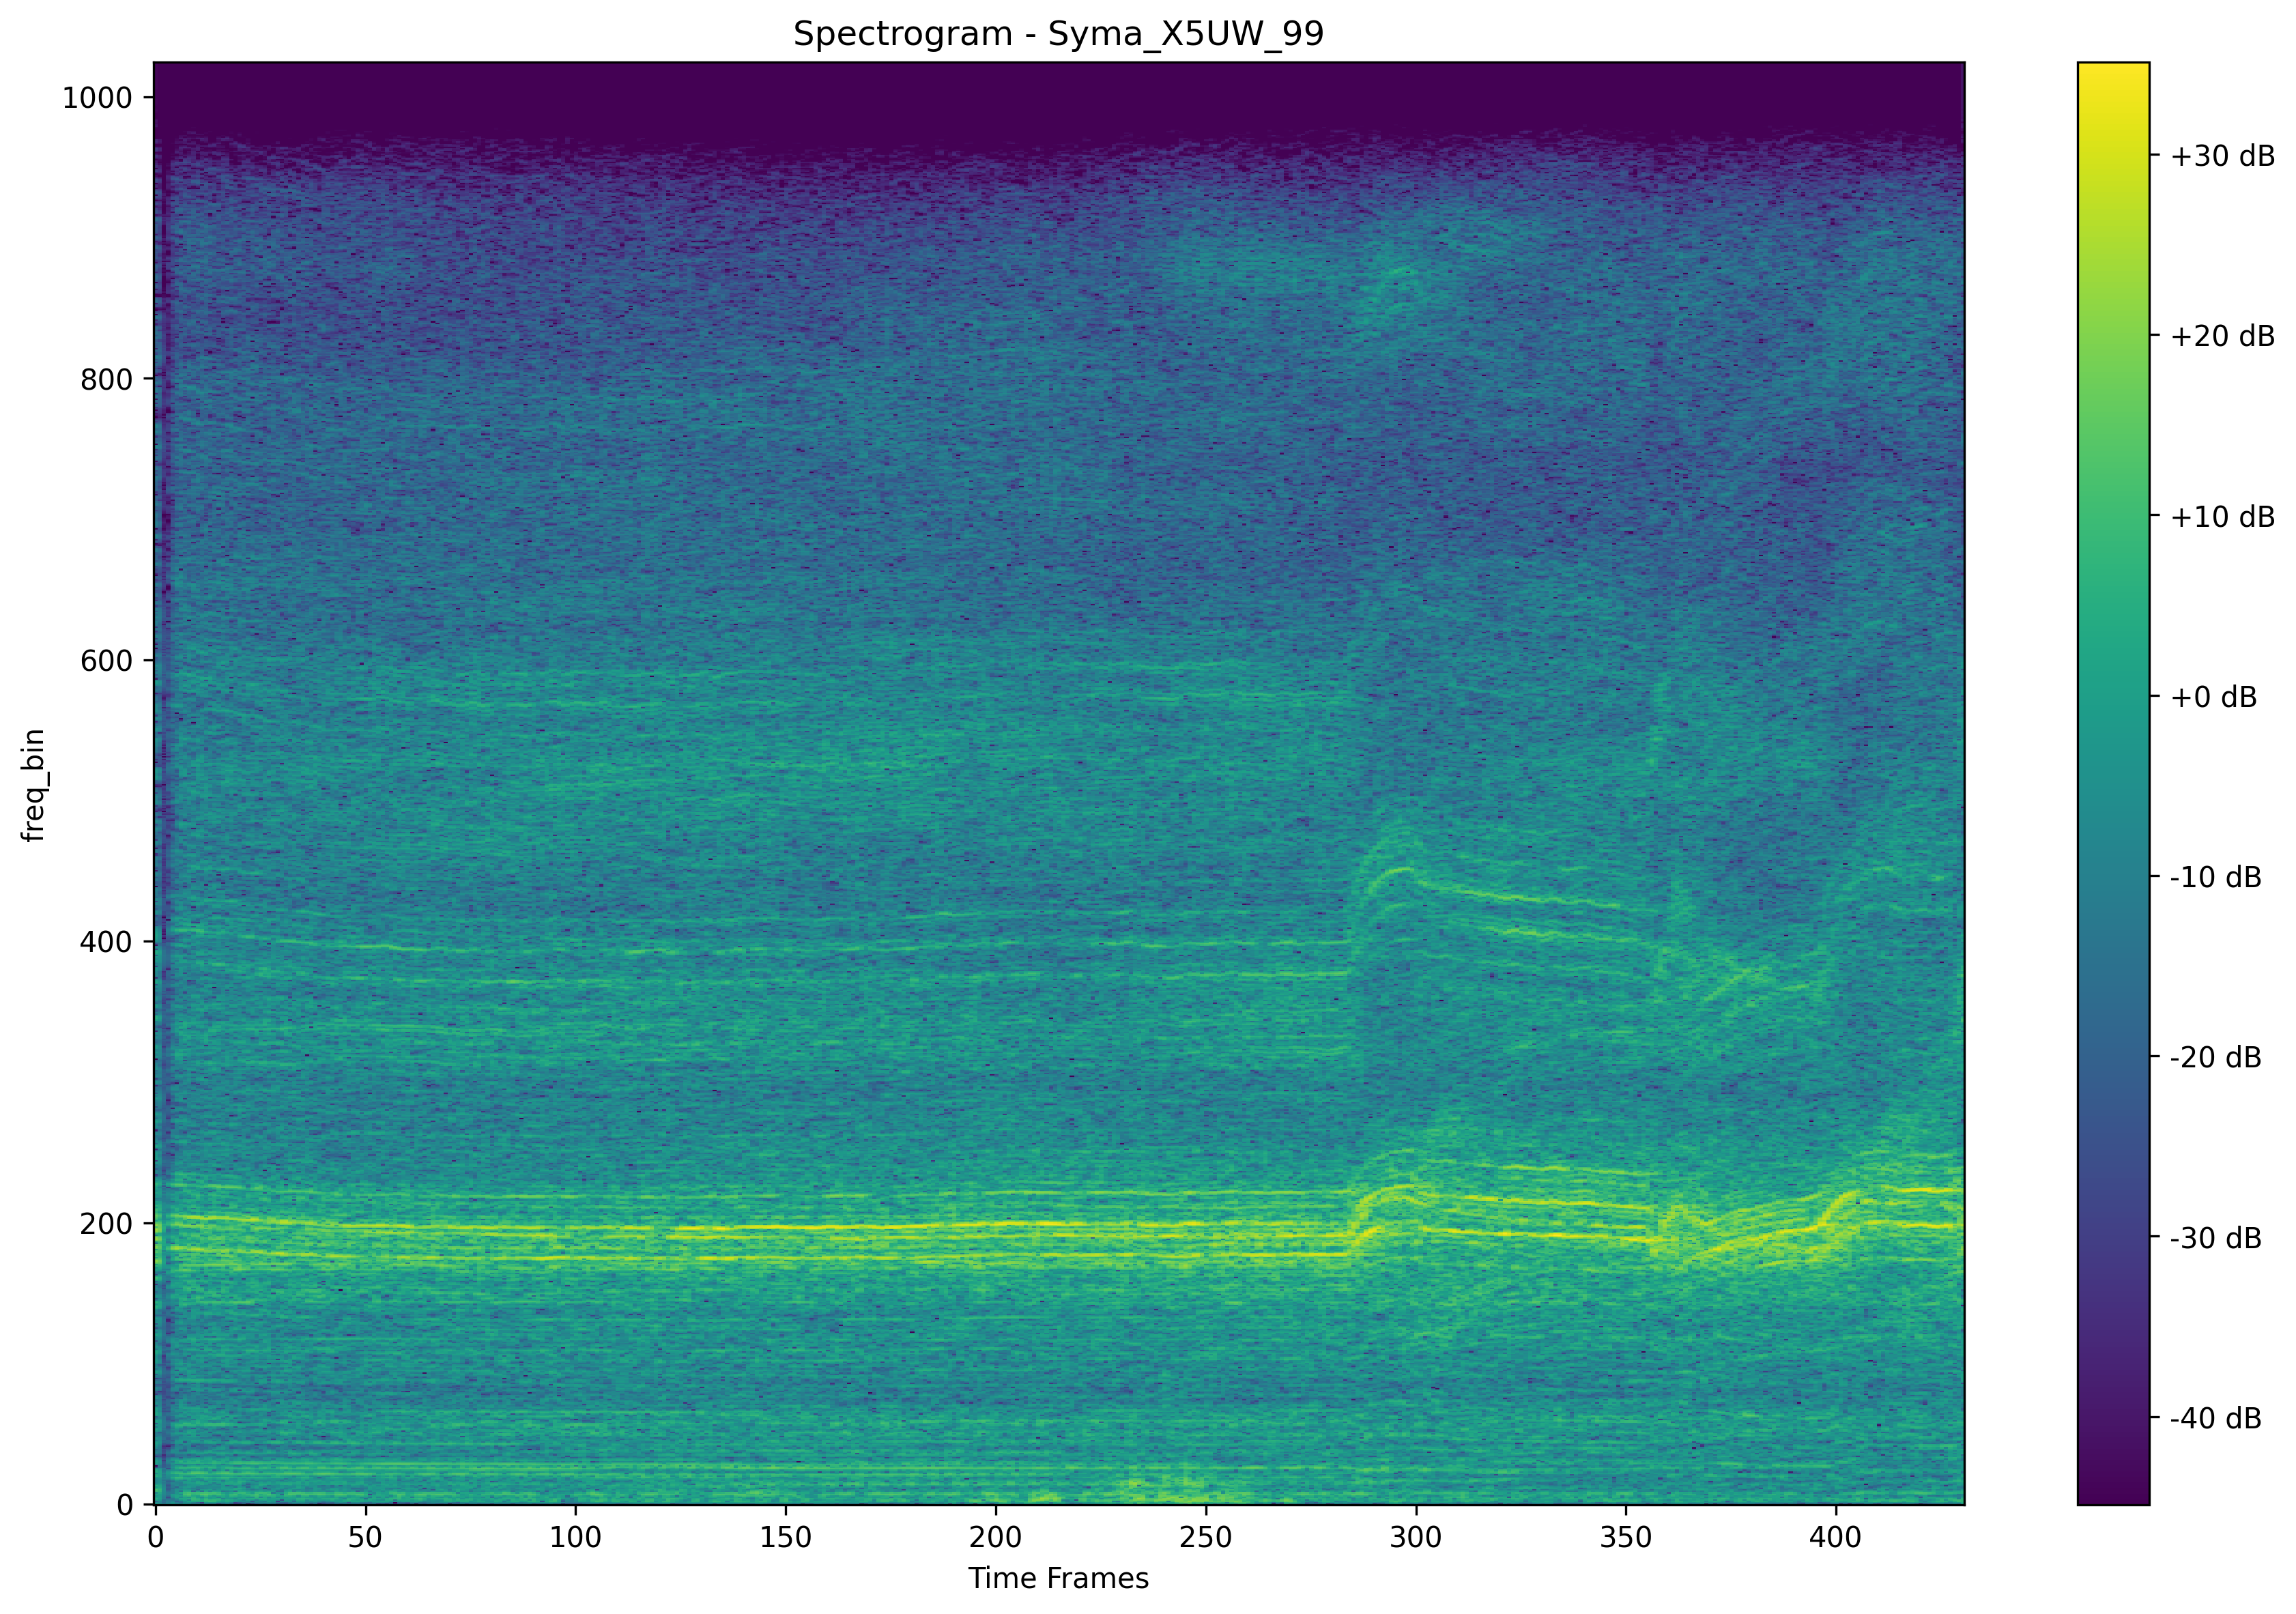 Spectrogram - Syma_X5UW_99
freq_bin
1000
800
600
400
200
0
0 50 100 150 200 250 300 350 400
Time Frames
+30 dB
+20 dB
+10 dB
+0 dB
-10 dB
-20 dB
-30 dB
-40 dB